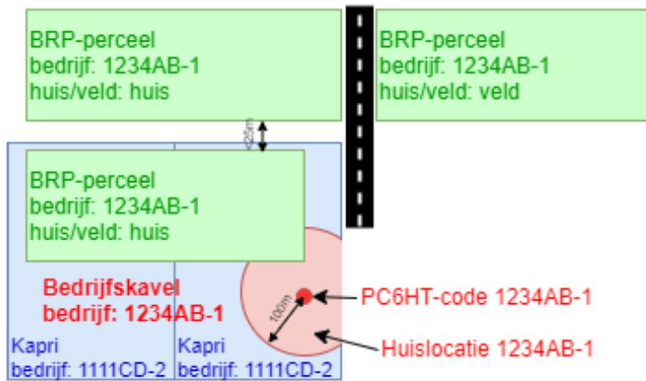 BRP-perceel
bedrijf: 1234AB-1
huis/veld: huis
BRP-perceel
bedrijf: 1234AB-1
huis/veld: veld
<25m
BRP-perceel
bedrijf: 1234AB-1
huis/veld: huis
Bedrijfskavel
bedrijf: 1234AB-1
100m
PC6HT-code 1234AB-1
Huislocatie 1234AB-1
Kapri
bedrijf: 1111CD-2
Kapri
bedrijf: 1111CD-2